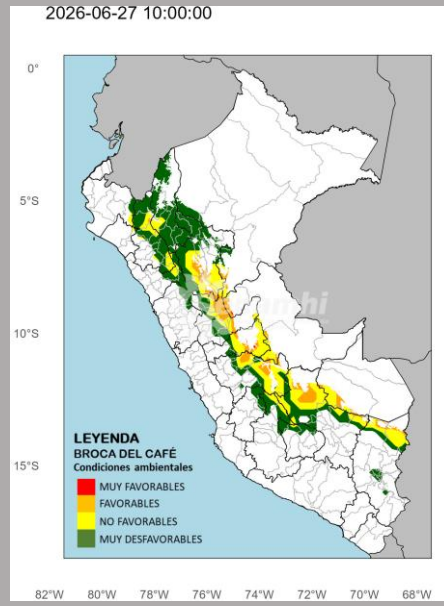 2026-06-27 10:00:00
0°
5°S
10°S
15°S
LEYENDA
BROCA DEL CAFÉ
Condiciones ambientales
MUY FAVORABLES
FAVORABLES
NO FAVORABLES
MUY DESFAVORABLES
82°W 80°W 78°W 76°W 74°W 72°W 70°W 68°W